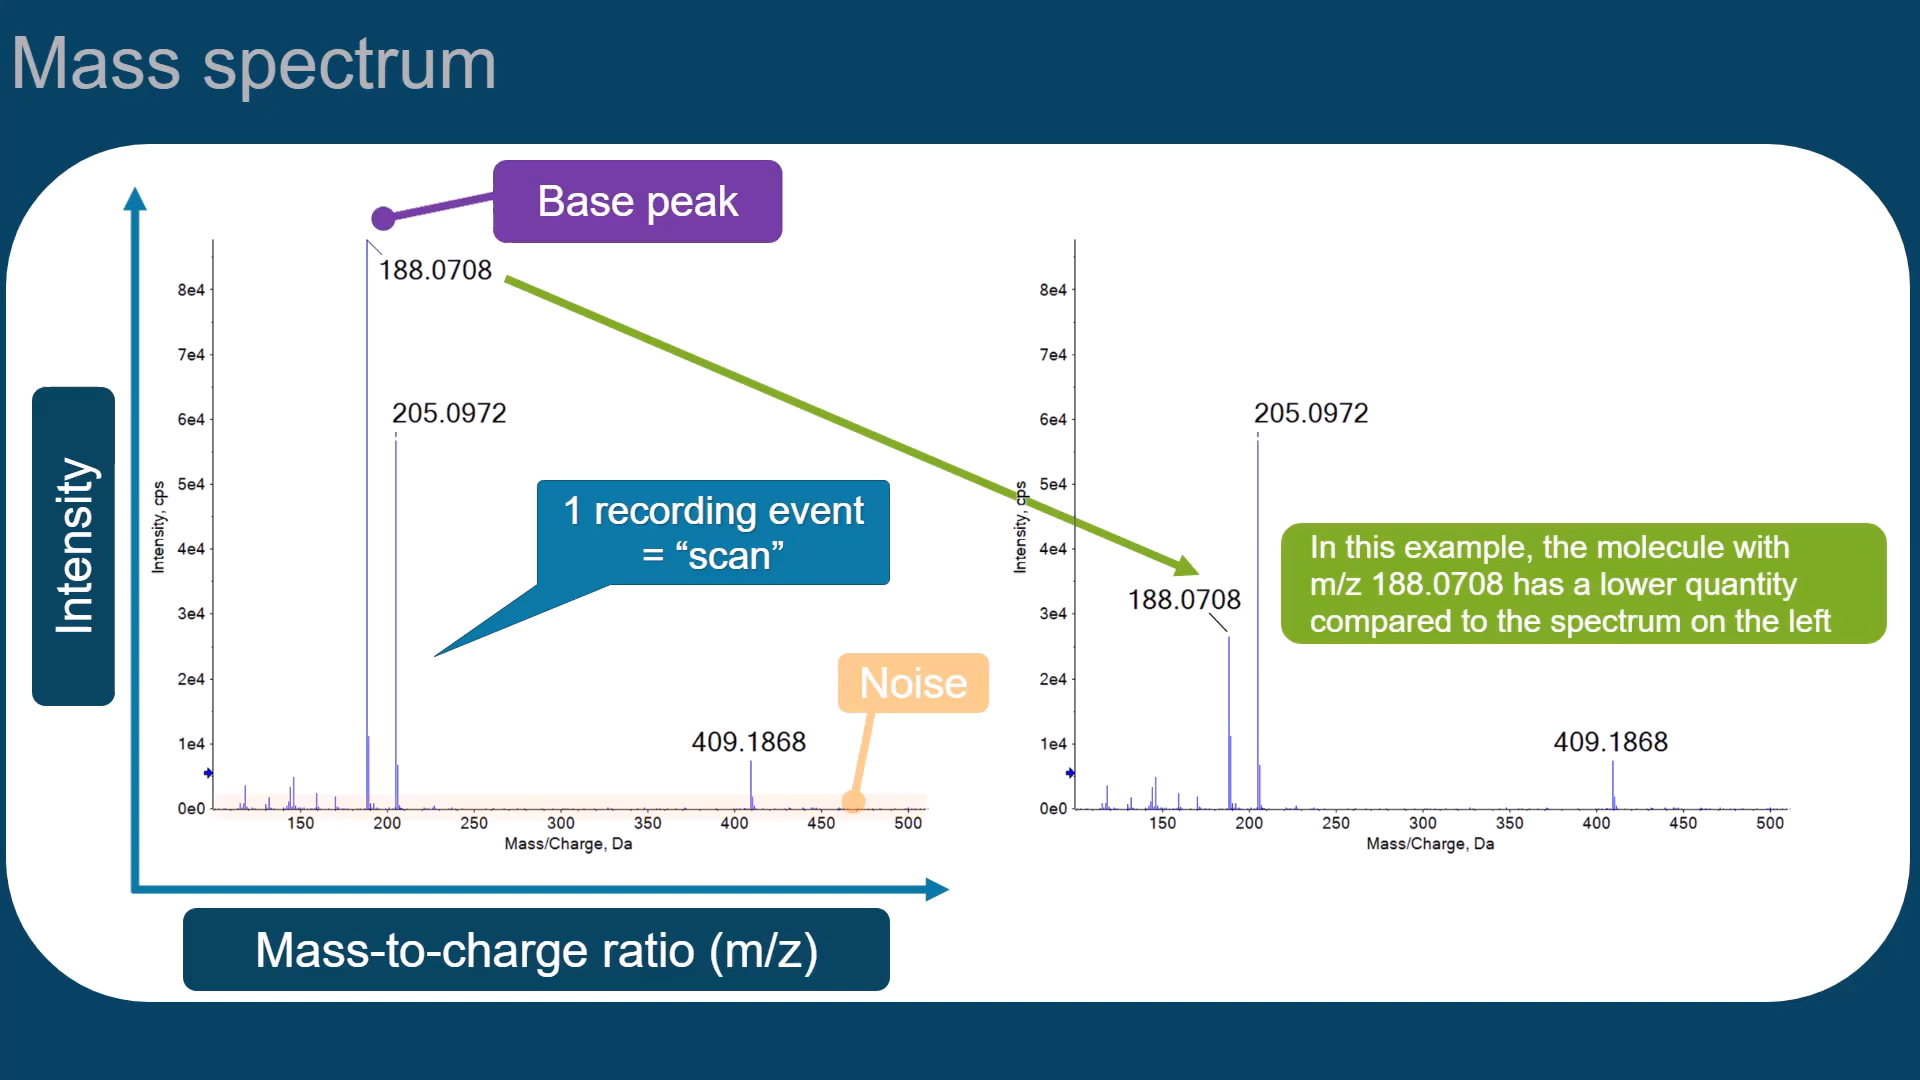 Mass spectrum
Base peak
188.0708
8e4
7e4
205.0972
6e4
1 recording event
= “scan”
5e4
Intensity, cps
4e4
3e4
Intensity
Noise
2e4
409.1868
1e4
0e0
150 200 250 300 350 400 450 500
Mass/Charge, Da
Mass-to-charge ratio (m/z)
8e4
7e4
205.0972
6e4
5e4
Intensity, cps
4e4
In this example, the molecule with
m/z 188.0708 has a lower quantity
compared to the spectrum on the left
188.0708
3e4
2e4
409.1868
1e4
0e0
150 200 250 300 350 400 450 500
Mass/Charge, Da